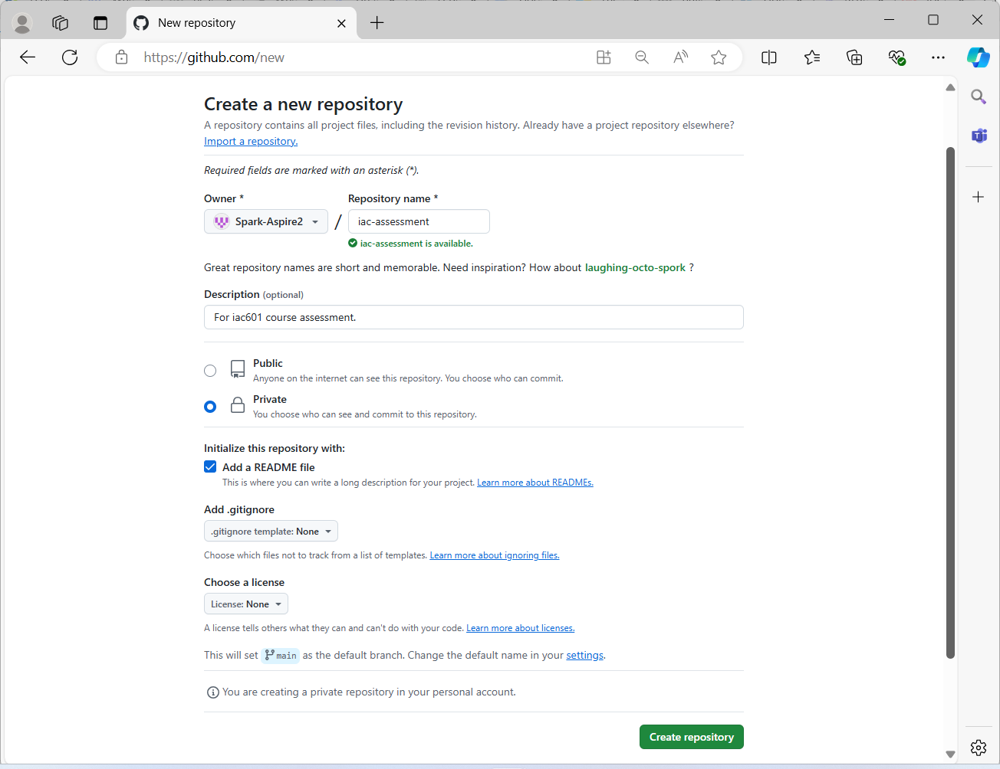 New repository
https://github.com/new
Create a new repository
A repository contains all project files, including the revision history. Already have a project repository elsewhere?
Import a repository.
Required fields are marked with an asterisk (*).
Owner * Repository name *
Spark-Aspire2 / iac-assessment
iac-assessment is available.
Great repository names are short and memorable. Need inspiration? How about laughing-octo-spork ?
Description (optional)
For iac601 course assessment.
Public
Anyone on the internet can see this repository. You choose who can commit.
Private
You choose who can see and commit to this repository.
Initialize this repository with:
Add a README file
This is where you can write a long description for your project. Learn more about READMEs.
Add .gitignore
.gitignore template: None
Choose which files not to track from a list of templates. Learn more about ignoring files.
Choose a license
License: None
A license tells others what they can and can't do with your code. Learn more about licenses.
This will set main as the default branch. Change the default name in your settings.
You are creating a private repository in your personal account.
Create repository